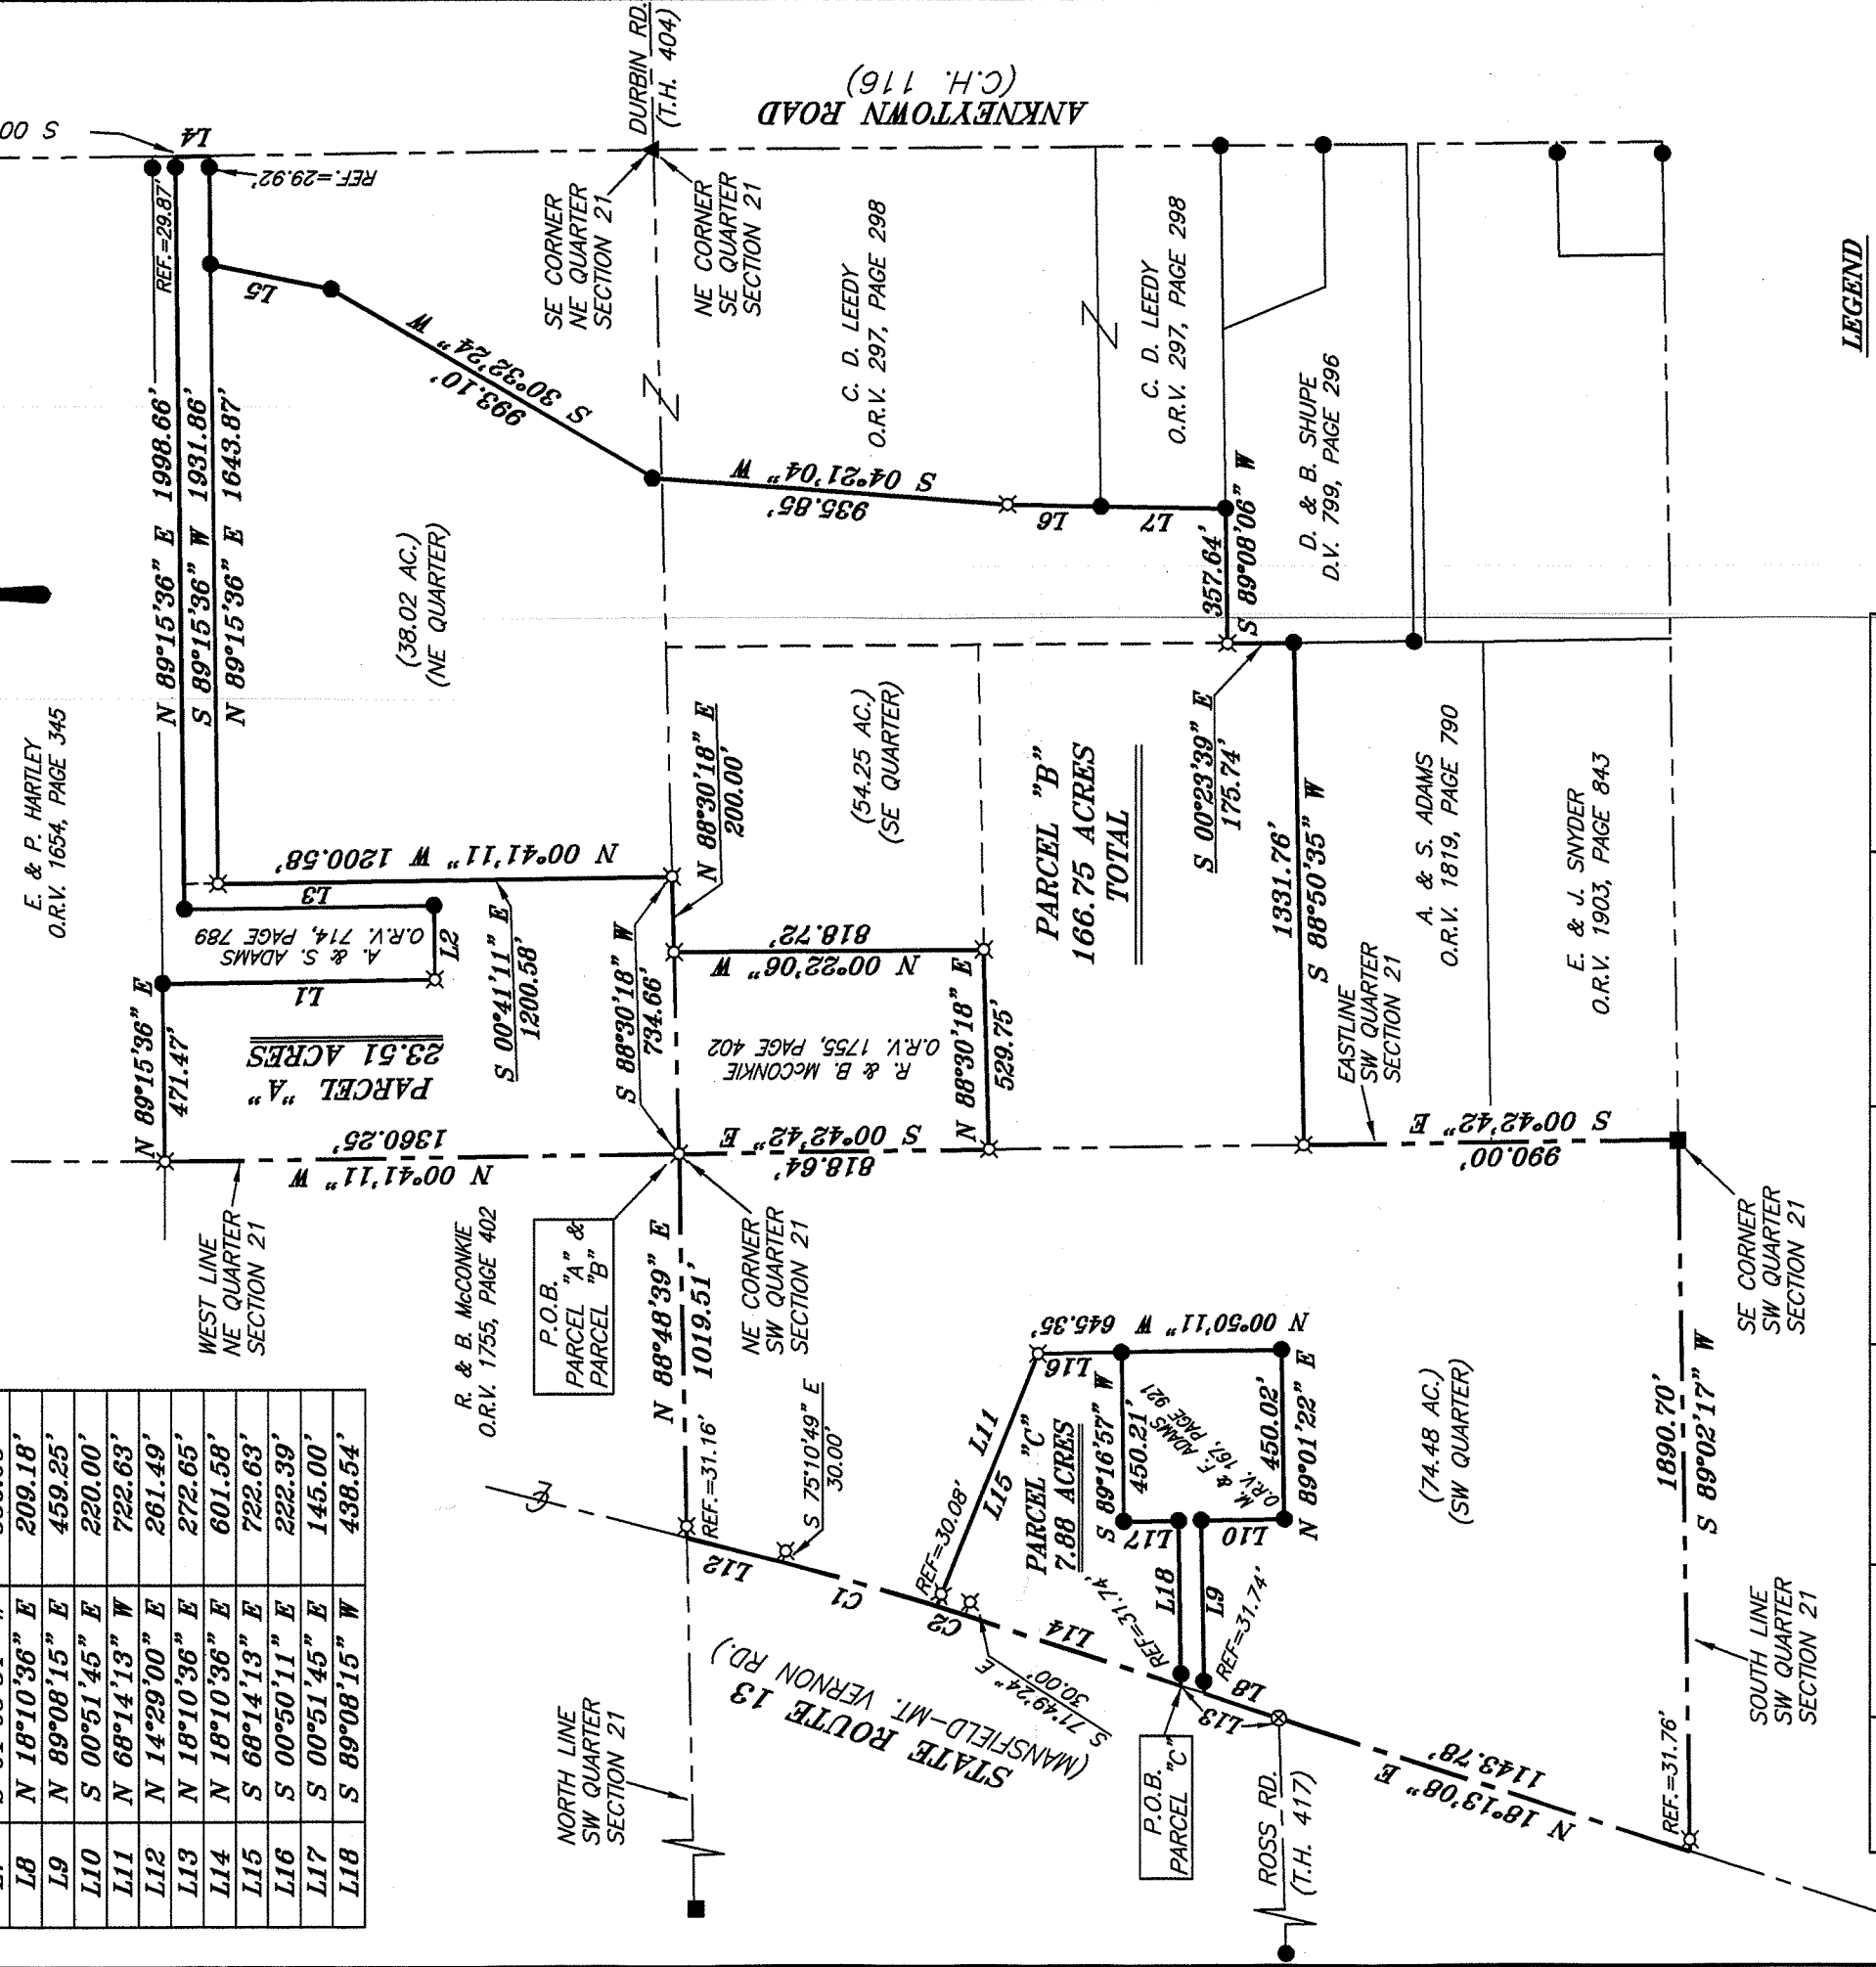 L8 N 18°10'36" E 209.18'
L9 N 89°08'15" E 459.25'
L10 S 00°51'45" E 220.00'
L11 N 68°14'13" W 722.63'
L12 N 14°29'00" E 261.49'
L13 N 18°10'36" E 272.65'
L14 N 18°10'36" E 601.58'
L15 S 68°14'13" E 722.63'
L16 S 00°50'11" E 222.39'
L17 S 00°51'45" E 145.00'
L18 S 89°08'15" W 438.54'
E. & P. HARTLEY
O.R.V. 1654, PAGE 345
S 00
L4
REF.=29.87'
REF.=29.92'
N 89°15'36" E 1998.66'
S 89°15'36" W 1931.86'
N 89°15'36" E 1643.87'
L5
S 30°32'24" W
993.10'
(38.02 AC.)
(NE QUARTER)
DURBIN RD.
(T.H. 404)
ANKNEYTOWN ROAD
(C.H. 116)
SE CORNER
NE QUARTER
SECTION 21
NE CORNER
SE QUARTER
SECTION 21
C. D. LEEDY
O.R.V. 297, PAGE 298
C. D. LEEDY
O.R.V. 297, PAGE 298
S 04°21'04" W
935.85'
L6
L7
357.64'
S 89°08'06" W
D. & B. SHUPE
D.V. 799, PAGE 296
N 89°15'36" E
471.47'
L1
L2
L3
A. & S. ADAMS
O.R.V. 714, PAGE 789
PARCEL "A"
23.51 ACRES
N 00°41'11" W 1200.58'
S 00°41'11" E
1200.58'
N 00°41'11" W
1360.25'
WEST LINE
NE QUARTER
SECTION 21
S 88°30'18" W
734.66'
N 88°30'18" E
200.00'
N 00°22'06" W
818.72'
R. & B. McCONKIE
O.R.V. 1755, PAGE 402
N 88°30'18" E
529.75'
S 00°42'42" E
818.64'
(54.25 AC.)
(SE QUARTER)
PARCEL "B"
166.75 ACRES
TOTAL
S 00°23'39" E
175.74'
1331.76'
S 88°50'35" W
A. & S. ADAMS
O.R.V. 1819, PAGE 790
E. & J. SNYDER
O.R.V. 1903, PAGE 843
EASTLINE
SW QUARTER
SECTION 21
S 00°42'42" E
990.00'
R. & B. McCONKIE
O.R.V. 1755, PAGE 402
P.O.B.
PARCEL "A" &
PARCEL "B"
N 88°48'39" E
1019.51'
NE CORNER
SW QUARTER
SECTION 21
REF.=31.16'
S 75°10'49" E
30.00'
L12
C1
C2
REF=30.08'
L11
L15
L16
N 00°50'11" W 645.35'
PARCEL "C"
7.88 ACRES
S 89°16'57" W
450.21'
M. & F. ADAMS
O.R.V. 167, PAGE 921
450.02'
N 89°01'22" E
L17
L10
L18
L9
REF=31.74'
REF=31.74'
L14
S 71°49'24" E
30.00'
STATE ROUTE 13
(MANSFIELD-MT. VERNON RD.)
L8
L13
P.O.B.
PARCEL "C"
ROSS RD.
(T.H. 417)
N 18°13'08" E
1143.78'
REF.=31.76'
NORTH LINE
SW QUARTER
SECTION 21
(74.48 AC.)
(SW QUARTER)
1890.70'
S 89°02'17" W
SE CORNER
SW QUARTER
SECTION 21
SOUTH LINE
SW QUARTER
SECTION 21
LEGEND